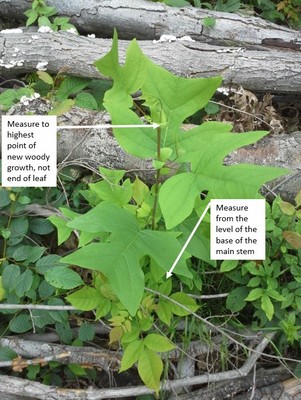 Measure to
highest
point of
new woody
growth, not
end of leaf
Measure
from the
level of the
base of the
main stem